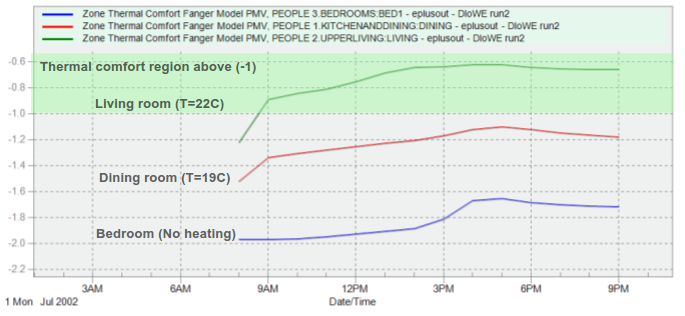 Zone Thermal Comfort Fanger Model PMV, PEOPLE 3.BEDROOMS:BED1 - eplusout - DloWE run2
Zone Thermal Comfort Fanger Model PMV, PEOPLE 1.KITCHENANDDINING:DINING - eplusout - DloWE run2
Zone Thermal Comfort Fanger Model PMV, PEOPLE 2.UPPERLIVING:LIVING - eplusout - DloWE run2
-0.6
Thermal comfort region above (-1)
-0.8
Living room (T=22C)
-1.0
-1.2
-1.4
Dining room (T=19C)
-1.6
-1.8
Bedroom (No heating)
-2.0
-2.2
3AM 6AM 9AM 12PM 3PM 6PM 9PM
1 Mon Jul 2002
Date/Time